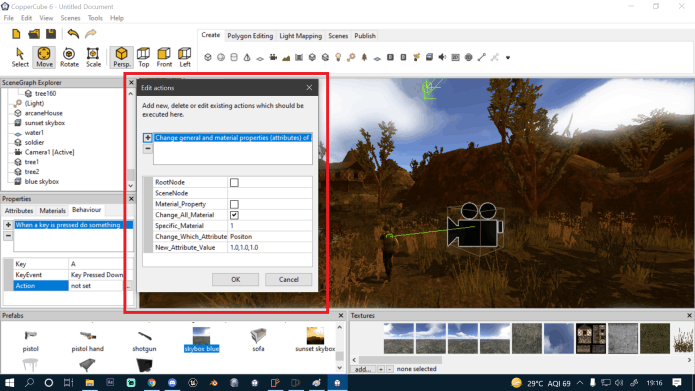 CopperCube 6 - Untitled Document
File Edit View Scenes Tools Help
Create Polygon Editing Light Mapping Scenes Publish
Select Move Rotate Scale Persp. Top Front Left
SceneGraph Explorer
tree160
(Light)
arcaneHouse
sunset skybox
water1
soldier
Camera1 [Active]
tree1
tree2
blue skybox
Properties
Attributes Materials Behaviour
When a key is pressed do something
Key A
KeyEvent Key Pressed Down
Action not set ...
Edit actions
Add new, delete or edit existing actions which should be
executed here.
Change general and material properties (attributes) of
RootNode
SceneNode
Material_Property
Change_All_Material
Specific_Material 1
Change_Which_Attribute Positon
New_Attribute_Value 1.0,1.0,1.0
OK Cancel
Prefabs
pistol pistol hand shotgun skybox blue sofa sunset skybox
Textures
add... + - none selected
29°C AQI 69 19:16